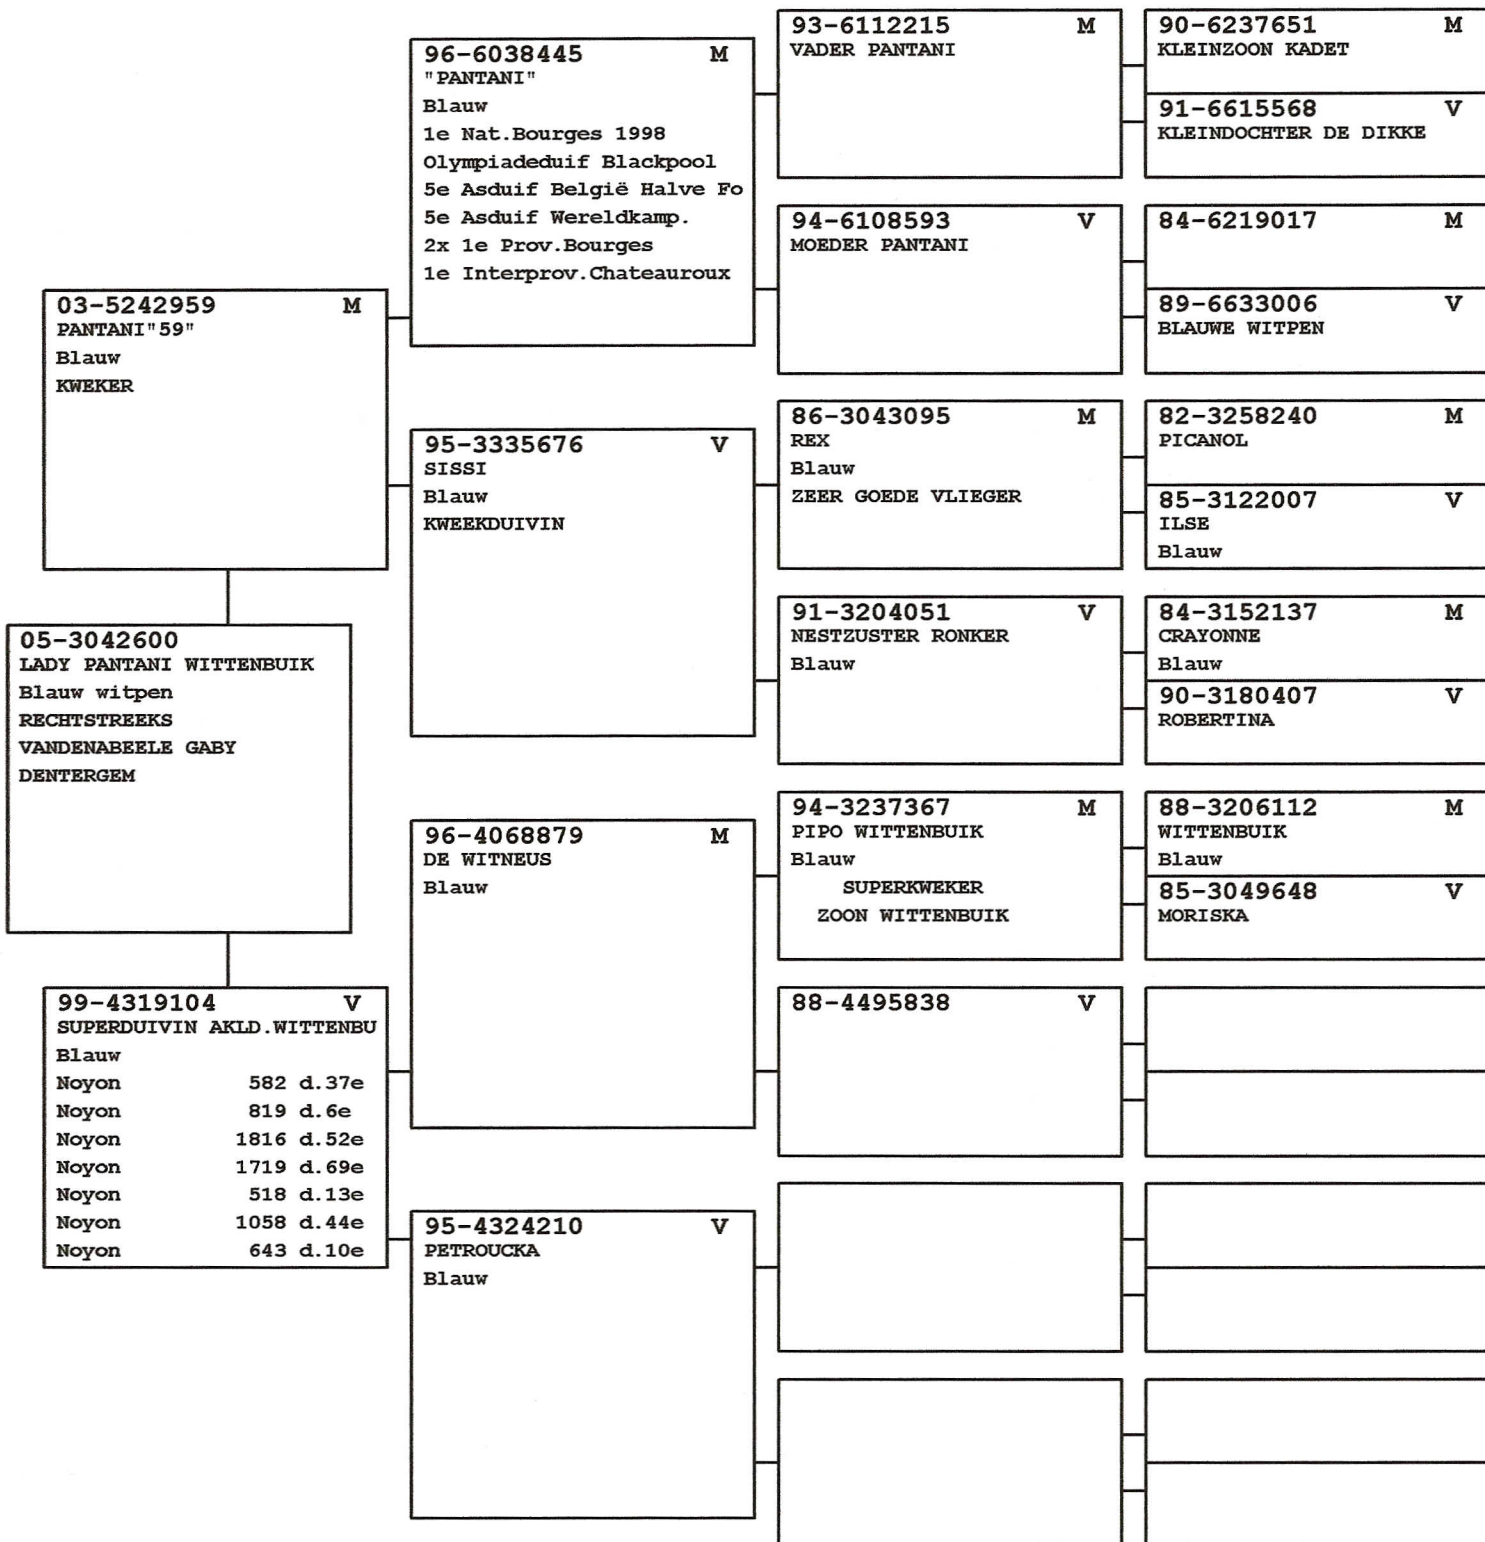 05-3042600
LADY PANTANI WITTENBUIK
Blauw witpen
RECHTSTREEKS
VANDENABEELE GABY
DENTERGEM
03-5242959 M
PANTANI"59"
Blauw
KWEKER
99-4319104 V
SUPERDUIVIN AKLD.WITTENBU
Blauw
Noyon 582 d.37e
Noyon 819 d.6e
Noyon 1816 d.52e
Noyon 1719 d.69e
Noyon 518 d.13e
Noyon 1058 d.44e
Noyon 643 d.10e
96-6038445 M
"PANTANI"
Blauw
1e Nat.Bourges 1998
Olympiadeduif Blackpool
5e Asduif België Halve Fo
5e Asduif Wereldkamp.
2x 1e Prov.Bourges
1e Interprov.Chateauroux
95-3335676 V
SISSI
Blauw
KWEEKDUIVIN
96-4068879 M
DE WITNEUS
Blauw
95-4324210 V
PETROUCKA
Blauw
93-6112215 M
VADER PANTANI
94-6108593 V
MOEDER PANTANI
86-3043095 M
REX
Blauw
ZEER GOEDE VLIEGER
91-3204051 V
NESTZUSTER RONKER
Blauw
94-3237367 M
PIPO WITTENBUIK
Blauw
SUPERKWEKER
ZOON WITTENBUIK
88-4495838 V
90-6237651 M
KLEINZOON KADET
91-6615568 V
KLEINDOCHTER DE DIKKE
84-6219017 M
89-6633006 V
BLAUWE WITPEN
82-3258240 M
PICANOL
85-3122007 V
ILSE
Blauw
84-3152137 M
CRAYONNE
Blauw
90-3180407 V
ROBERTINA
88-3206112 M
WITTENBUIK
Blauw
85-3049648 V
MORISKA